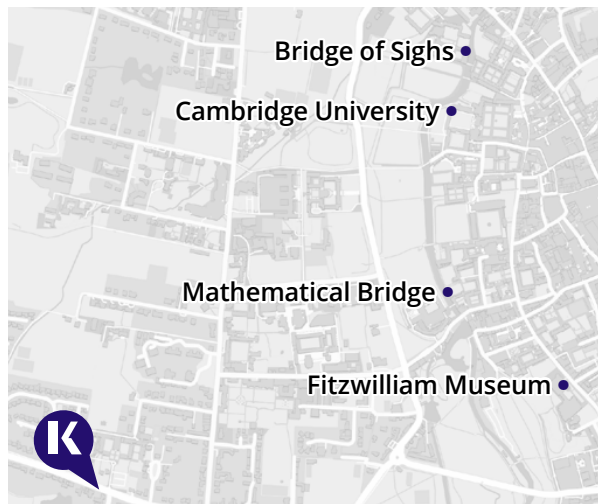 Bridge of Sighs
Cambridge University
Mathematical Bridge
Fitzwilliam Museum
K